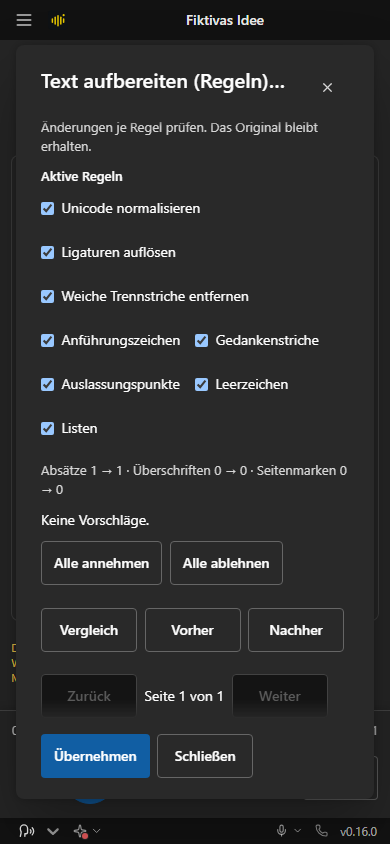 Fiktivas Idee
Text aufbereiten (Regeln)...
Änderungen je Regel prüfen. Das Original bleibt
erhalten.
Aktive Regeln
Unicode normalisieren
Ligaturen auflösen
Weiche Trennstriche entfernen
Anführungszeichen Gedankenstriche
Auslassungspunkte Leerzeichen
Listen
Absätze 1 → 1 · Überschriften 0 → 0 · Seitenmarken 0
→ 0
Keine Vorschläge.
Alle annehmen Alle ablehnen
Vergleich Vorher Nachher
Zurück Seite 1 von 1 Weiter
Übernehmen Schließen
v0.16.0